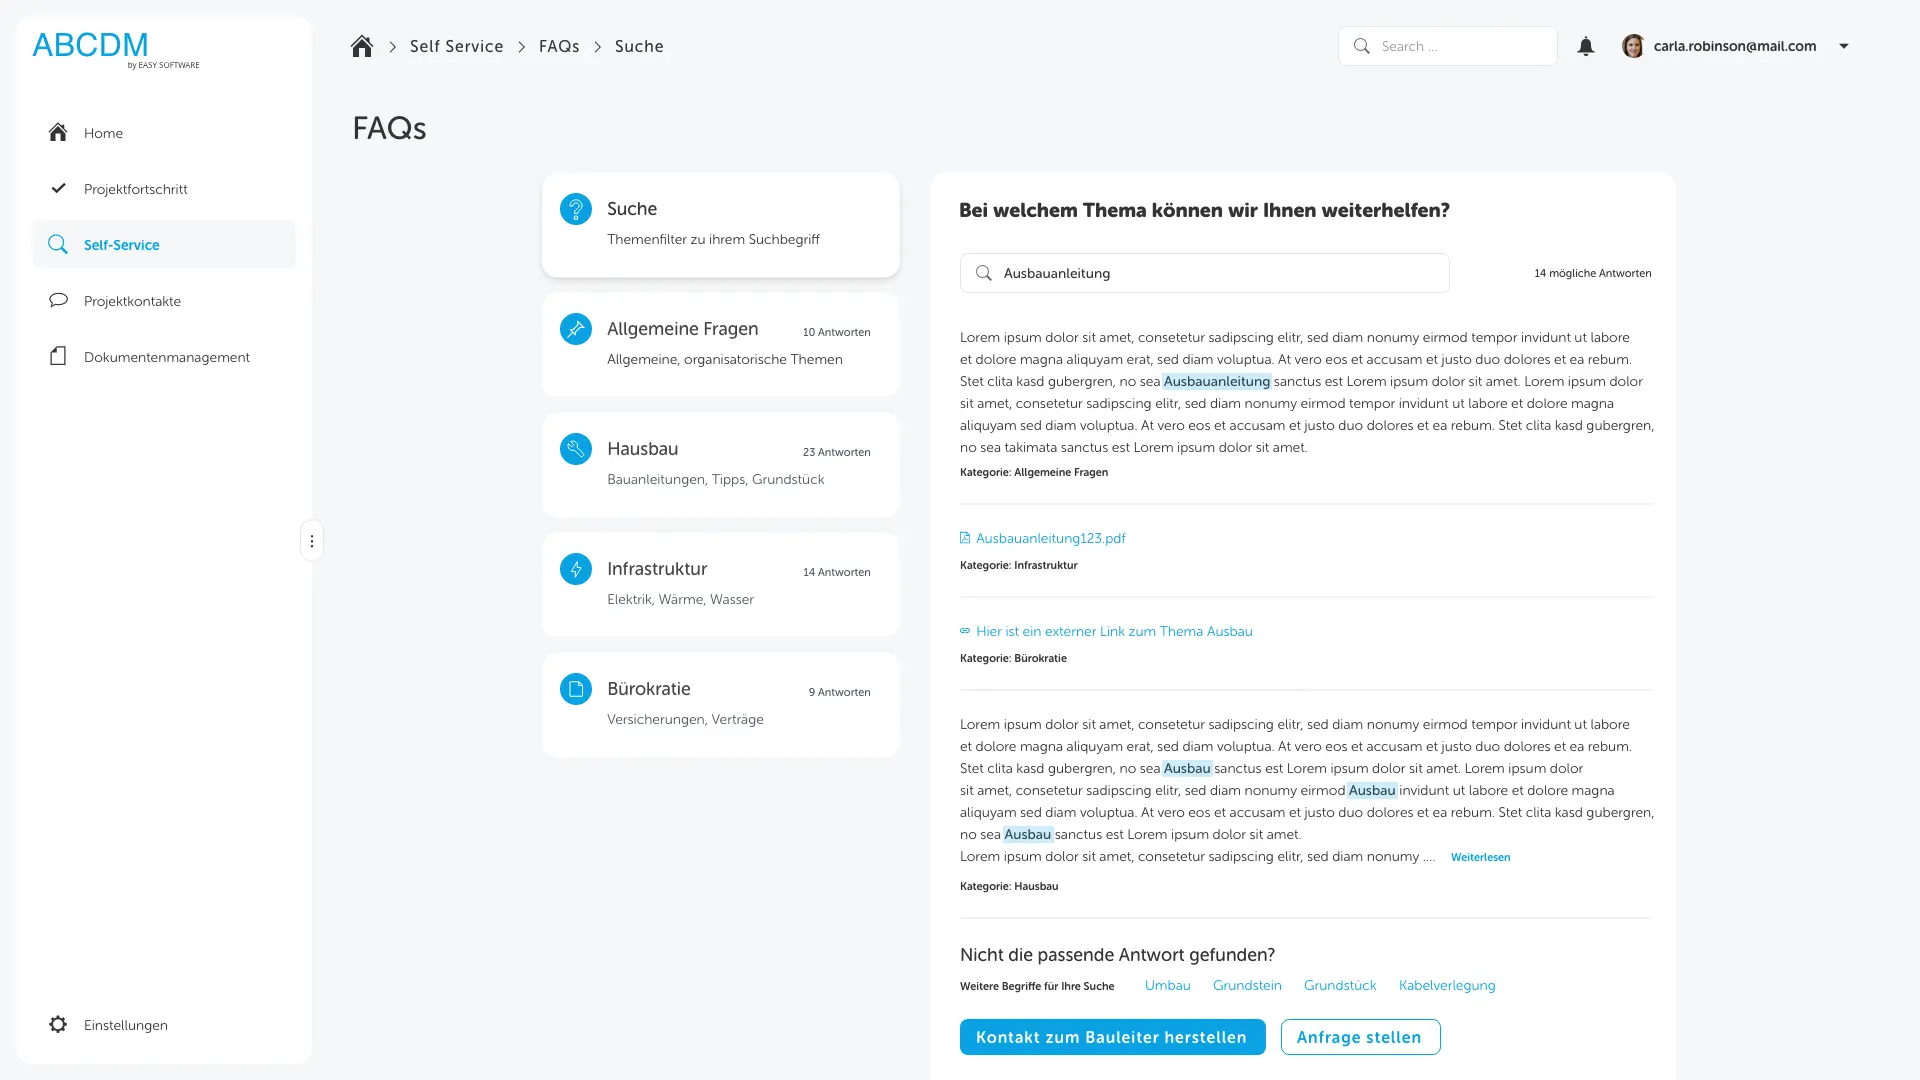 ABCDM
by EASY SOFTWARE
Home
Projektfortschritt
Self-Service
Projektkontakte
Dokumentenmanagement
Einstellungen
Self Service
FAQs
Suche
Search ...
carla.robinson@mail.com
FAQs
Suche
Themenfilter zu ihrem Suchbegriff
Allgemeine Fragen
10 Antworten
Allgemeine, organisatorische Themen
Hausbau
23 Antworten
Bauanleitungen, Tipps, Grundstück
Infrastruktur
14 Antworten
Elektrik, Wärme, Wasser
Bürokratie
9 Antworten
Versicherungen, Verträge
Bei welchem Thema können wir Ihnen weiterhelfen?
Ausbauanleitung
14 mögliche Antworten
Lorem ipsum dolor sit amet, consetetur sadipscing elitr, sed diam nonumy eirmod tempor invidunt ut labore
et dolore magna aliquyam erat, sed diam voluptua. At vero eos et accusam et justo duo dolores et ea rebum.
Stet clita kasd gubergren, no sea Ausbauanleitung sanctus est Lorem ipsum dolor sit amet. Lorem ipsum dolor
sit amet, consetetur sadipscing elitr, sed diam nonumy eirmod tempor invidunt ut labore et dolore magna
aliquyam sed diam voluptua. At vero eos et accusam et justo duo dolores et ea rebum. Stet clita kasd gubergren,
no sea takimata sanctus est Lorem ipsum dolor sit amet.
Kategorie: Allgemeine Fragen
Ausbauanleitung123.pdf
Kategorie: Infrastruktur
Hier ist ein externer Link zum Thema Ausbau
Kategorie: Bürokratie
Lorem ipsum dolor sit amet, consetetur sadipscing elitr, sed diam nonumy eirmod tempor invidunt ut labore
et dolore magna aliquyam erat, sed diam voluptua. At vero eos et accusam et justo duo dolores et ea rebum.
Stet clita kasd gubergren, no sea Ausbau sanctus est Lorem ipsum dolor sit amet. Lorem ipsum dolor
sit amet, consetetur sadipscing elitr, sed diam nonumy eirmod Ausbau invidunt ut labore et dolore magna
aliquyam sed diam voluptua. At vero eos et accusam et justo duo dolores et ea rebum. Stet clita kasd gubergren,
no sea Ausbau sanctus est Lorem ipsum dolor sit amet.
Lorem ipsum dolor sit amet, consetetur sadipscing elitr, sed diam nonumy .... Weiterlesen
Kategorie: Hausbau
Nicht die passende Antwort gefunden?
Weitere Begriffe für Ihre Suche Umbau Grundstein Grundstück Kabelverlegung
Kontakt zum Bauleiter herstellen
Anfrage stellen